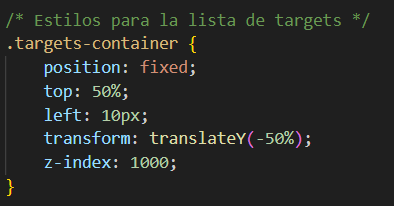 /* Estilos para la lista de targets */
.targets-container {
    position: fixed;
    top: 50%;
    left: 10px;
    transform: translateY(-50%);
    z-index: 1000;
}